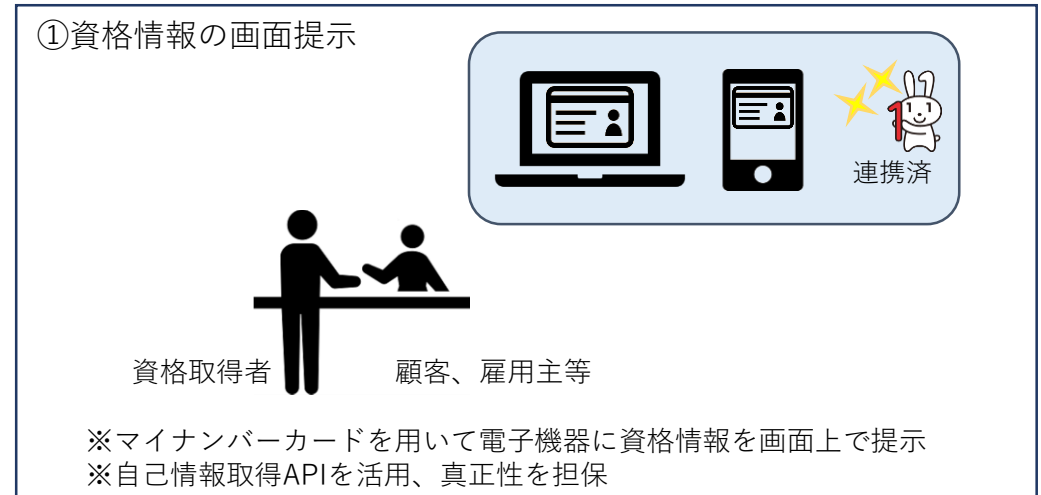 ①資格情報の画面提示
連携済
資格取得者
顧客、雇用主等
※マイナンバーカードを用いて電子機器に資格情報を画面上で提示
※自己情報取得APIを活用、真正性を担保